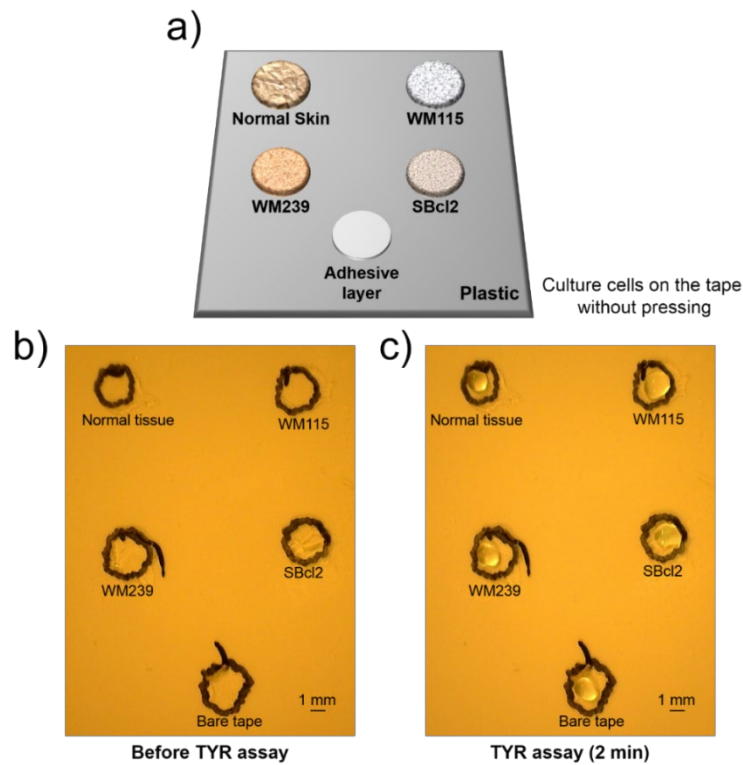 a)
Normal Skin
WM115
WM239
SBcl2
Adhesive
layer
Plastic
Culture cells on the tape
without pressing
b)
Normal tissue
WM115
WM239
SBcl2
Bare tape
1 mm
Before TYR assay
c)
Normal tissue
WM115
WM239
SBcl2
Bare tape
1 mm
TYR assay (2 min)